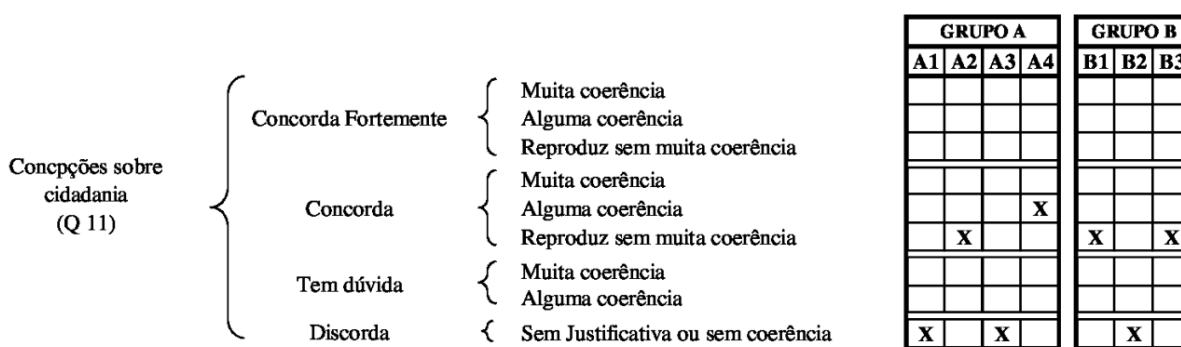 GRUPO A GRUPO B
A1 A2 A3 A4 B1 B2 B3
Muita coerência
Concorda Fortemente Alguma coerência
Reproduz sem muita coerência
Concpções sobre
cidadania
(Q 11)
Muita coerência
Concorda Alguma coerência X
Reproduz sem muita coerência X X X
Tem dúvida Muita coerência
Alguma coerência
Discorda Sem Justificativa ou sem coerência X X X